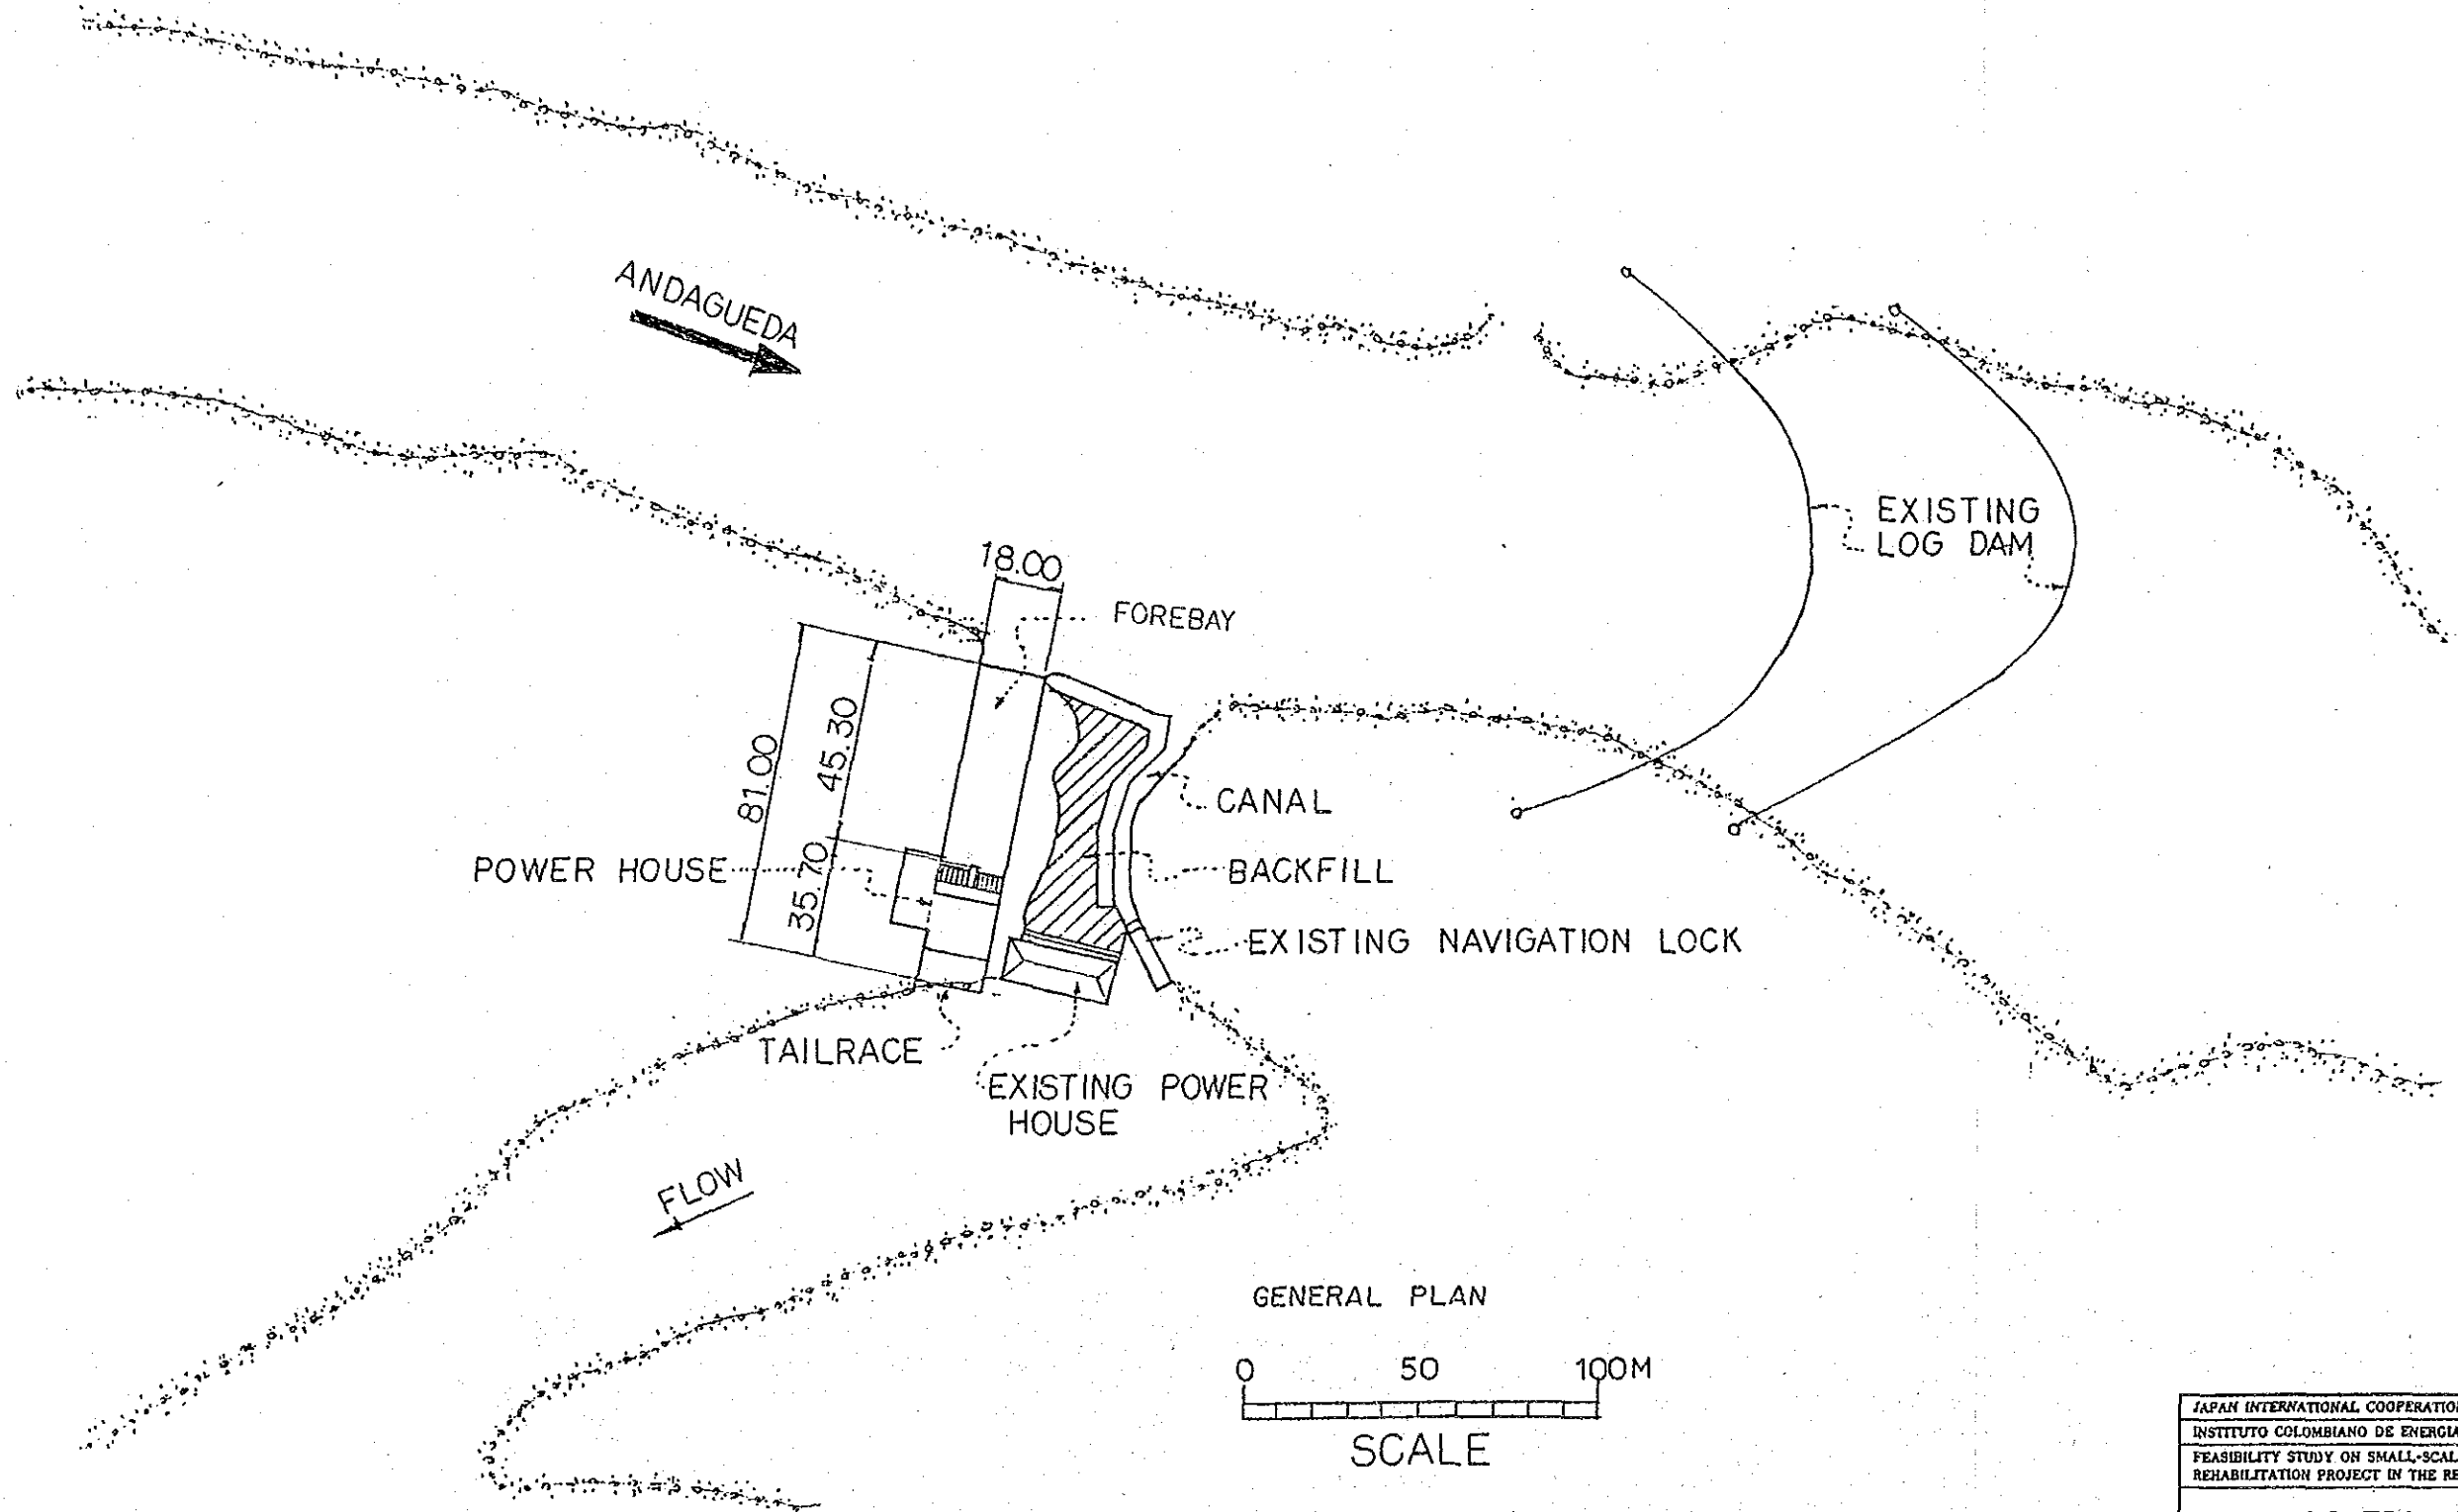 ANDAGUEDA
EXISTING
LOG DAM
18.00
FOREBAY
81.00
45.30
35.70
CANAL
POWER HOUSE
BACKFILL
EXISTING NAVIGATION LOCK
TAILRACE
EXISTING POWER
HOUSE
FLOW
GENERAL PLAN
0 50 100M
SCALE
JAPAN INTERNATIONAL COOPERATION
INSTITUTO COLOMBIANO DE ENERGIA
FEASIBILITY STUDY ON SMALL-SCAL
REHABILITATION PROJECT IN THE RE